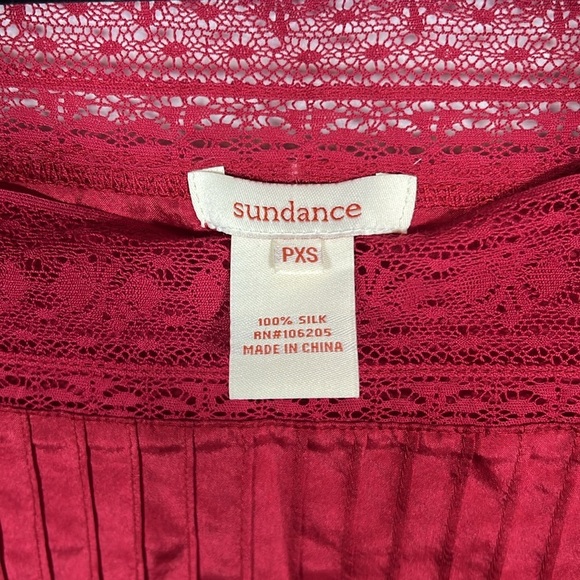 sundance
PXS
100% SILK
RN#106205
MADE IN CHINA